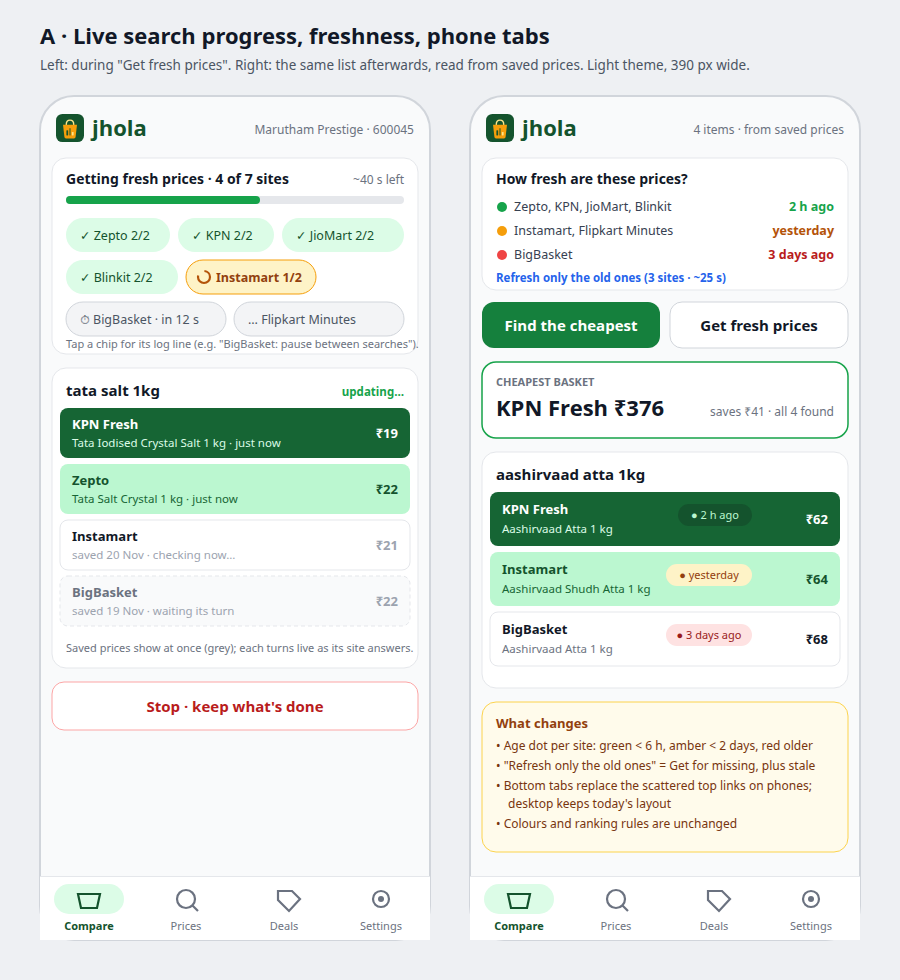 A · Live search progress, freshness, phone tabs
Left: during "Get fresh prices". Right: the same list afterwards, read from saved prices. Light theme, 390 px wide.
jhola
Marutham Prestige · 600045
Getting fresh prices · 4 of 7 sites
~40 s left
✓ Zepto 2/2
✓ KPN 2/2
✓ JioMart 2/2
✓ Blinkit 2/2
Instamart 1/2
⏱ BigBasket · in 12 s
... Flipkart Minutes
Tap a chip for its log line (e.g. "BigBasket: pause between searches").
tata salt 1kg
updating...
KPN Fresh
Tata Iodised Crystal Salt 1 kg · just now
₹19
Zepto
Tata Salt Crystal 1 kg · just now
₹22
Instamart
saved 20 Nov · checking now...
₹21
BigBasket
saved 19 Nov · waiting its turn
₹22
Saved prices show at once (grey); each turns live as its site answers.
Stop · keep what's done
Compare
Prices
Deals
Settings
jhola
4 items · from saved prices
How fresh are these prices?
Zepto, KPN, JioMart, Blinkit
2 h ago
Instamart, Flipkart Minutes
yesterday
BigBasket
3 days ago
Refresh only the old ones (3 sites · ~25 s)
Find the cheapest
Get fresh prices
CHEAPEST BASKET
KPN Fresh ₹376
saves ₹41 · all 4 found
aashirvaad atta 1kg
KPN Fresh
Aashirvaad Atta 1 kg
● 2 h ago
₹62
Instamart
Aashirvaad Shudh Atta 1 kg
● yesterday
₹64
BigBasket
Aashirvaad Atta 1 kg
● 3 days ago
₹68
What changes
• Age dot per site: green < 6 h, amber < 2 days, red older
• "Refresh only the old ones" = Get for missing, plus stale
• Bottom tabs replace the scattered top links on phones;
desktop keeps today's layout
• Colours and ranking rules are unchanged
Compare
Prices
Deals
Settings